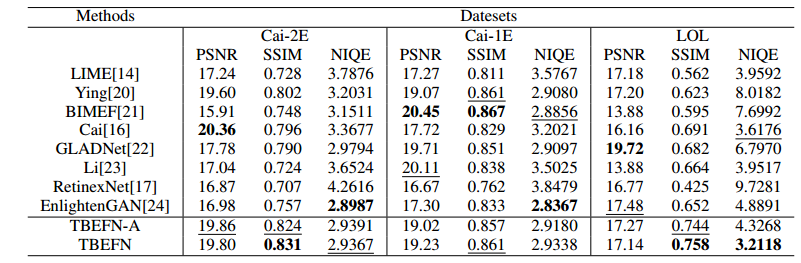 Methods Datesets
Cai-2E Cai-1E LOL
PSNR SSIM NIQE PSNR SSIM NIQE PSNR SSIM NIQE
LIME[14] 17.24 0.728 3.7876 17.27 0.811 3.5767 17.18 0.562 3.9592
Ying[20] 19.60 0.802 3.2031 19.07 0.861 2.9080 17.20 0.623 8.0182
BIMEF[21] 15.91 0.748 3.1511 20.45 0.867 2.8856 13.88 0.595 7.6992
Cai[16] 20.36 0.796 3.3677 17.72 0.829 3.2021 16.16 0.691 3.6176
GLADNet[22] 17.78 0.790 2.9794 19.71 0.851 2.9097 19.72 0.682 6.7970
Li[23] 17.04 0.724 3.6524 20.11 0.838 3.5025 13.88 0.664 3.9517
RetinexNet[17] 16.87 0.707 4.2616 16.67 0.762 3.8479 16.77 0.425 9.7281
EnlightenGAN[24] 16.98 0.757 2.8987 17.30 0.833 2.8367 17.48 0.652 4.8891
TBEFN-A 19.86 0.824 2.9391 19.02 0.857 2.9180 17.27 0.744 4.3268
TBEFN 19.80 0.831 2.9367 19.23 0.861 2.9338 17.14 0.758 3.2118